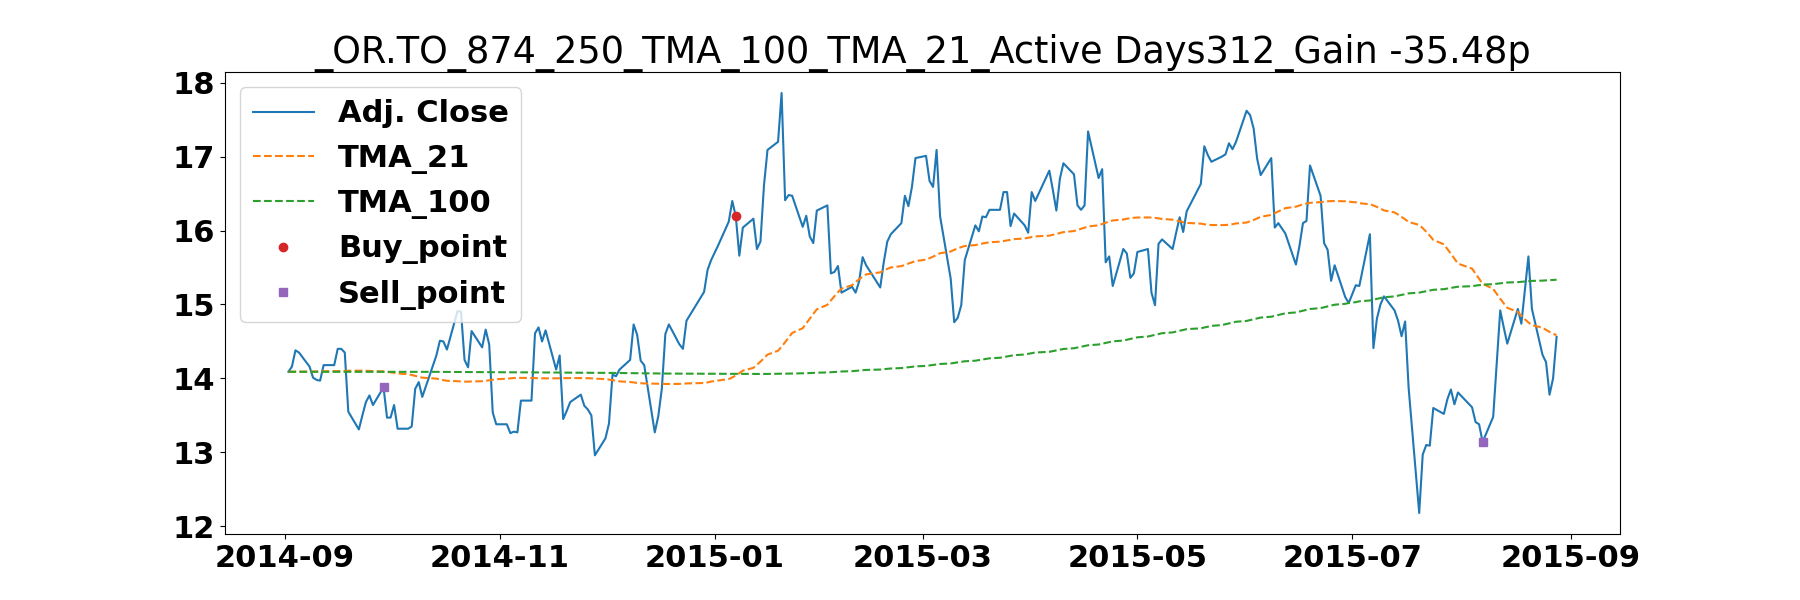 _OR.TO_874_250_TMA_100_TMA_21_Active Days312_Gain -35.48p
18
17
16
15
14
13
12
Adj. Close
TMA_21
TMA_100
Buy_point
Sell_point
2014-09 2014-11 2015-01 2015-03 2015-05 2015-07 2015-09